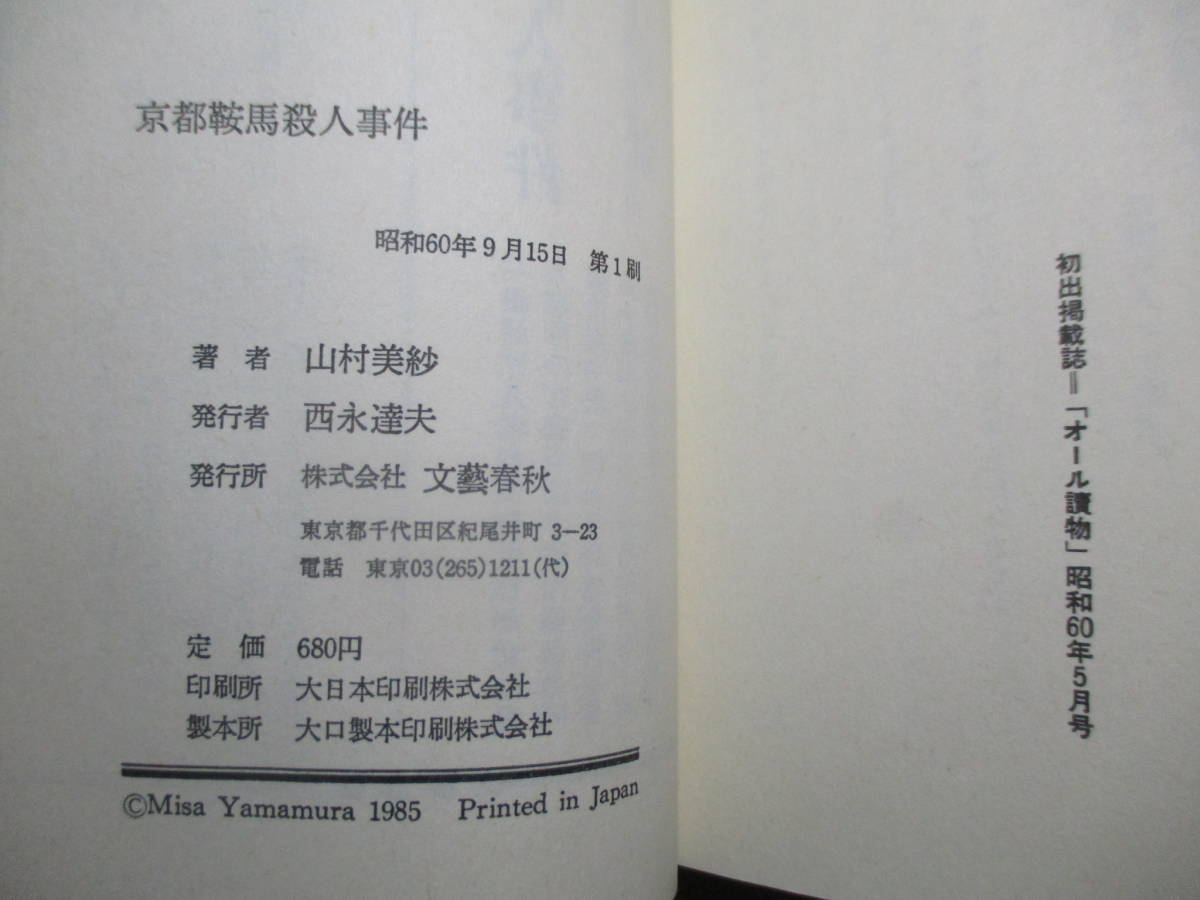 初出掲載誌＝「オール讀物」昭和60年5月号
京都鞍馬殺人事件
昭和60年9月15日 第1刷
著 者 山村美紗
発行者 西永達夫
発行所 株式会社 文藝春秋
東京都千代田区紀尾井町 3—23
電話 東京03(265)1211(代)
定 価 680円
印刷所 大日本印刷株式会社
製本所 大口製本印刷株式会社
©Misa Yamamura 1985 Printed in Japan